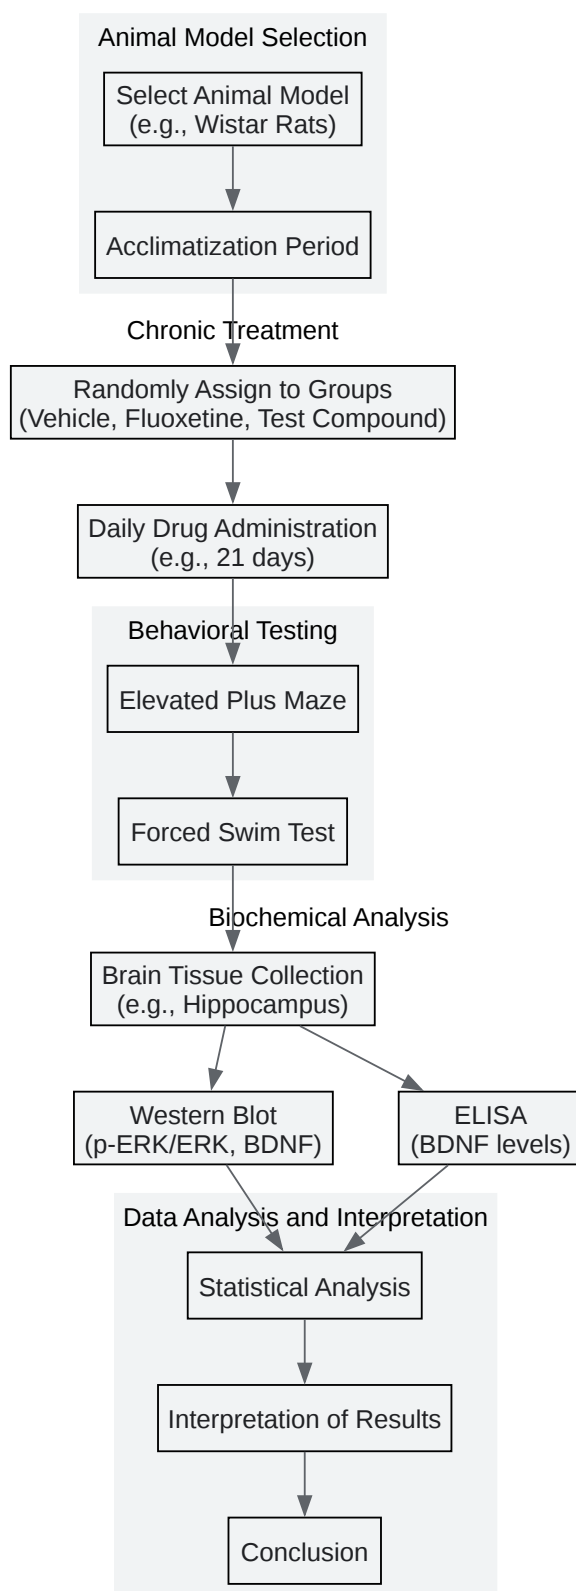 Animal Model Selection
Select Animal Model
(e.g., Wistar Rats)
Acclimatization Period
Chronic Treatment
Randomly Assign to Groups
(Vehicle, Fluoxetine, Test Compound)
Daily Drug Administration
(e.g., 21 days)
Behavioral Testing
Elevated Plus Maze
Forced Swim Test
Biochemical Analysis
Brain Tissue Collection
(e.g., Hippocampus)
Western Blot
(p-ERK/ERK, BDNF)
ELISA
(BDNF levels)
Data Analysis and Interpretation
Statistical Analysis
Interpretation of Results
Conclusion